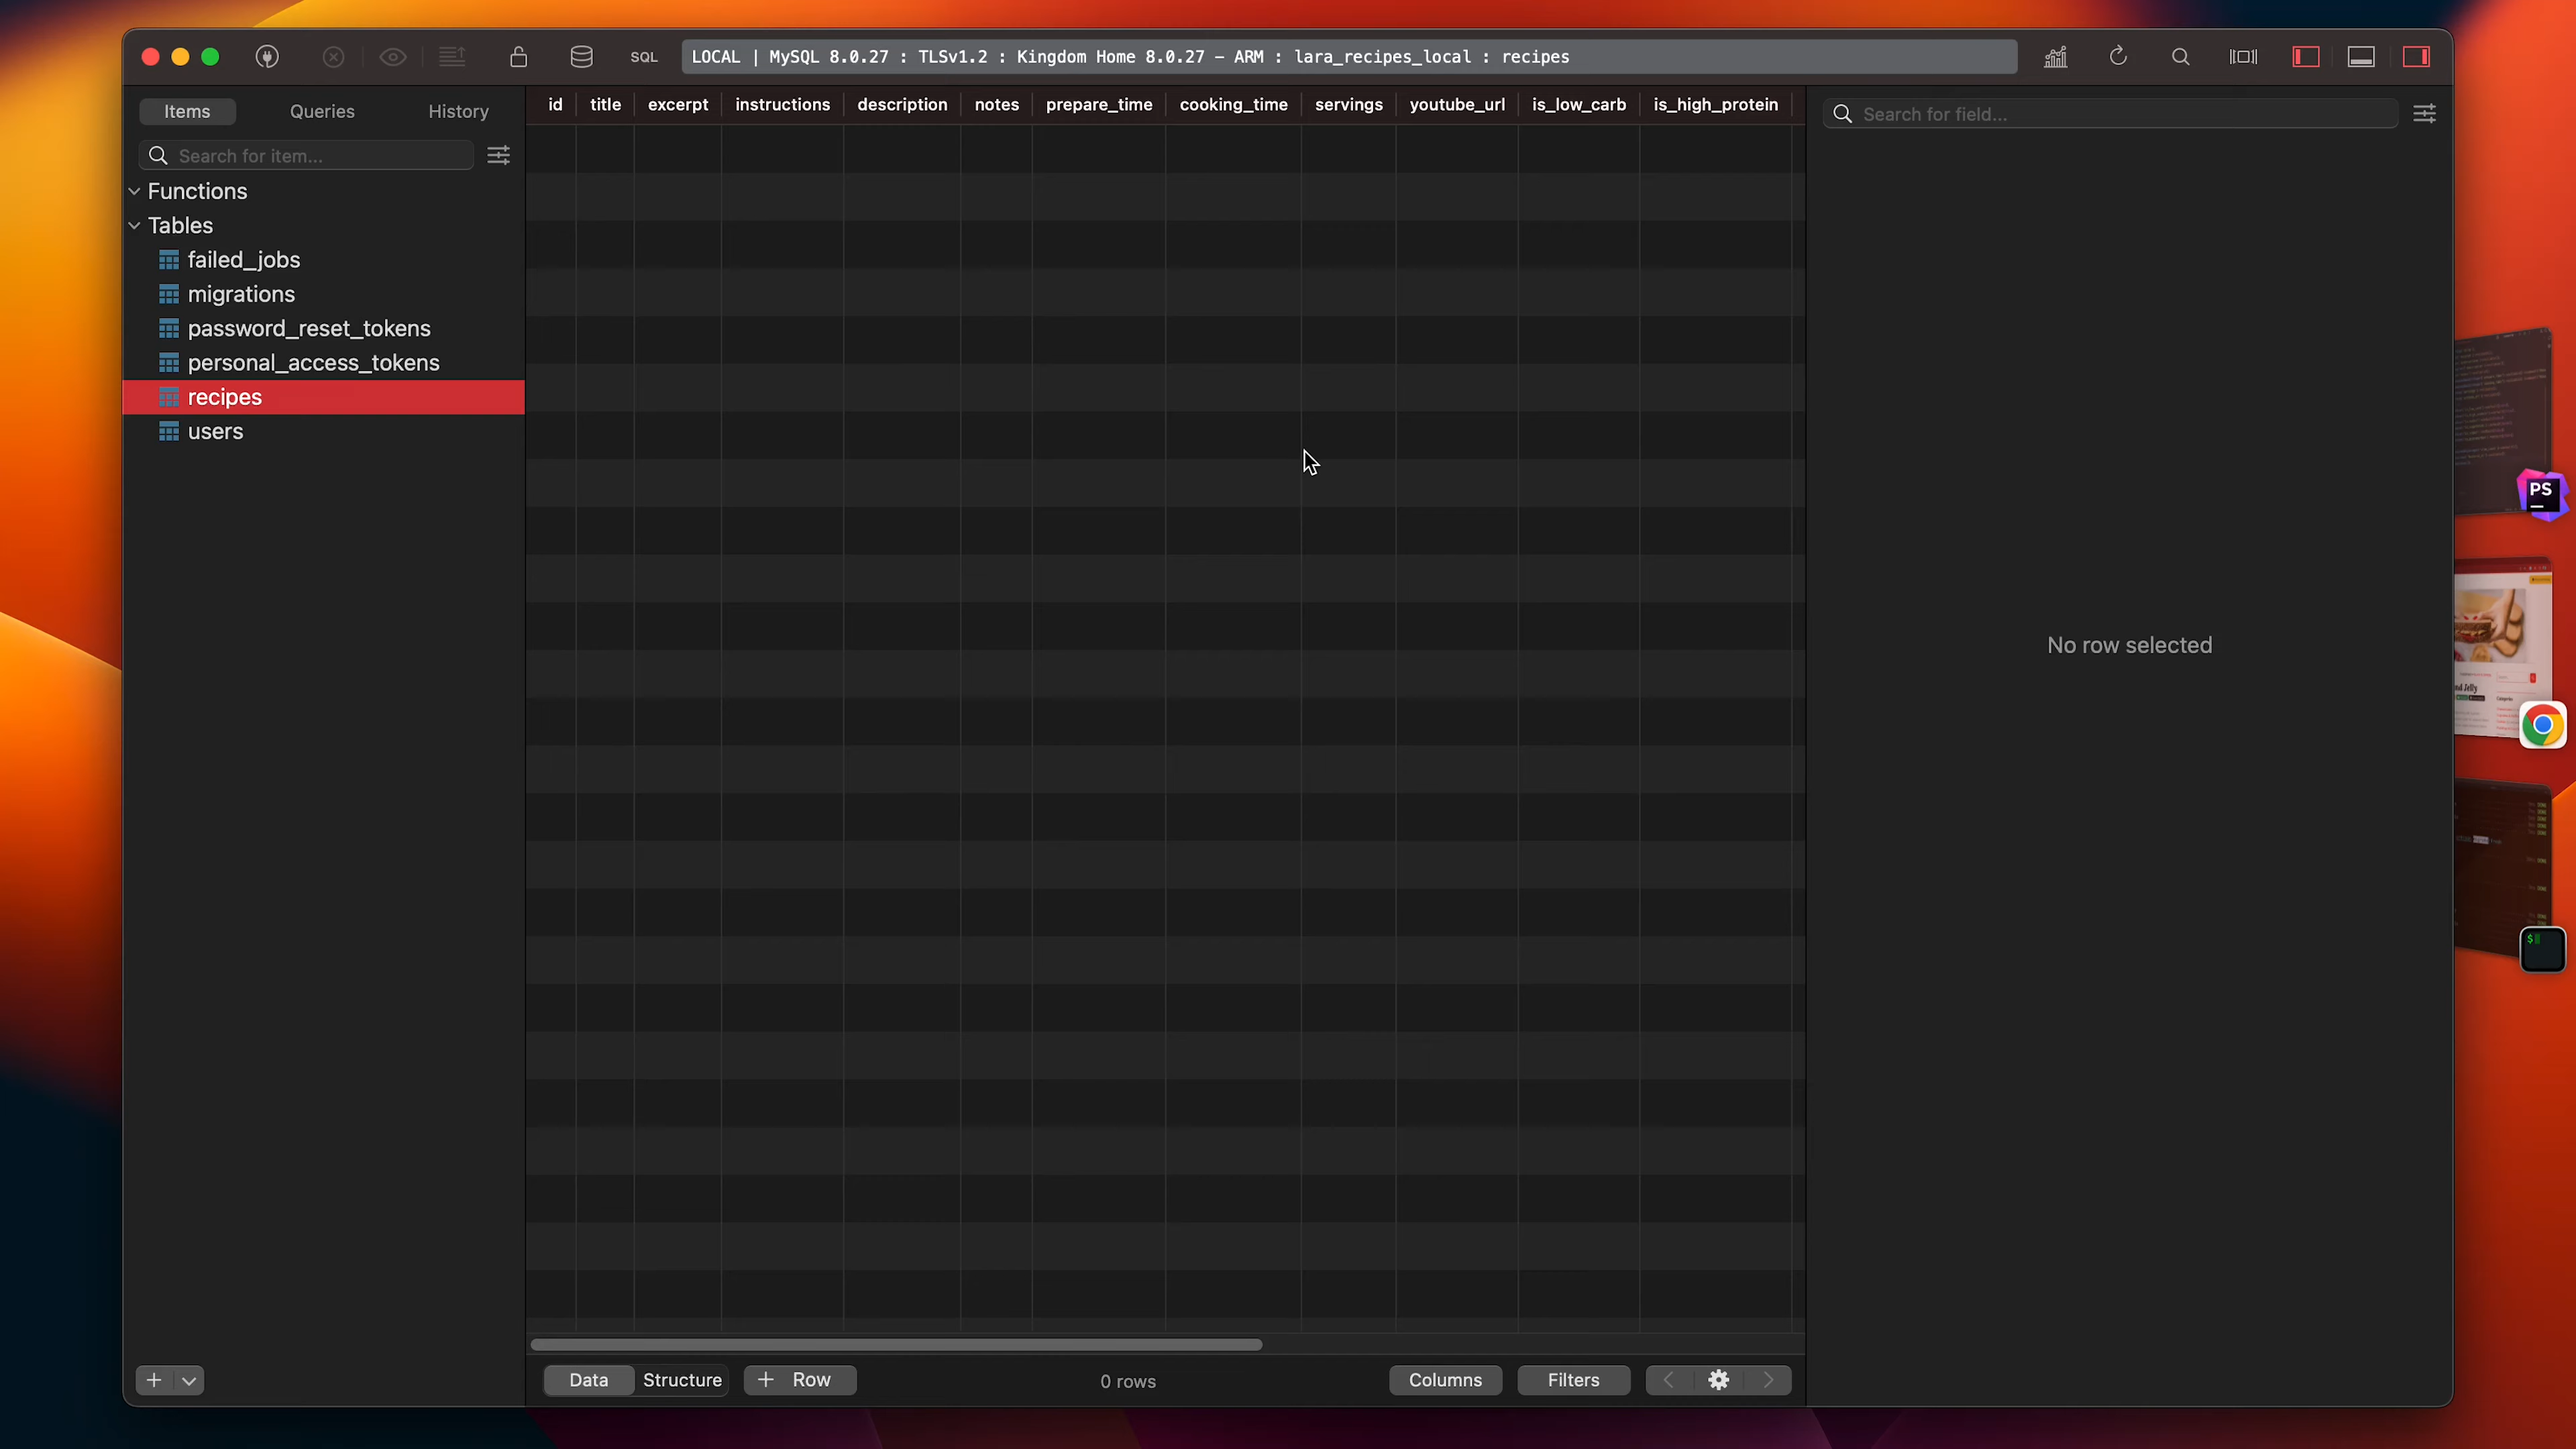 SQL
LOCAL | MySQL 8.0.27 : TLSv1.2 : Kingdom Home 8.0.27 – ARM : lara_recipes_local : recipes
Items
Queries
History
Search for item...
Functions
Tables
failed_jobs
migrations
password_reset_tokens
personal_access_tokens
recipes
users
id title excerpt instructions description notes prepare_time cooking_time servings youtube_url is_low_carb is_high_protein
Search for field...
No row selected
Data
Structure
+ Row
0 rows
Columns
Filters
PS
nd Jelly
$